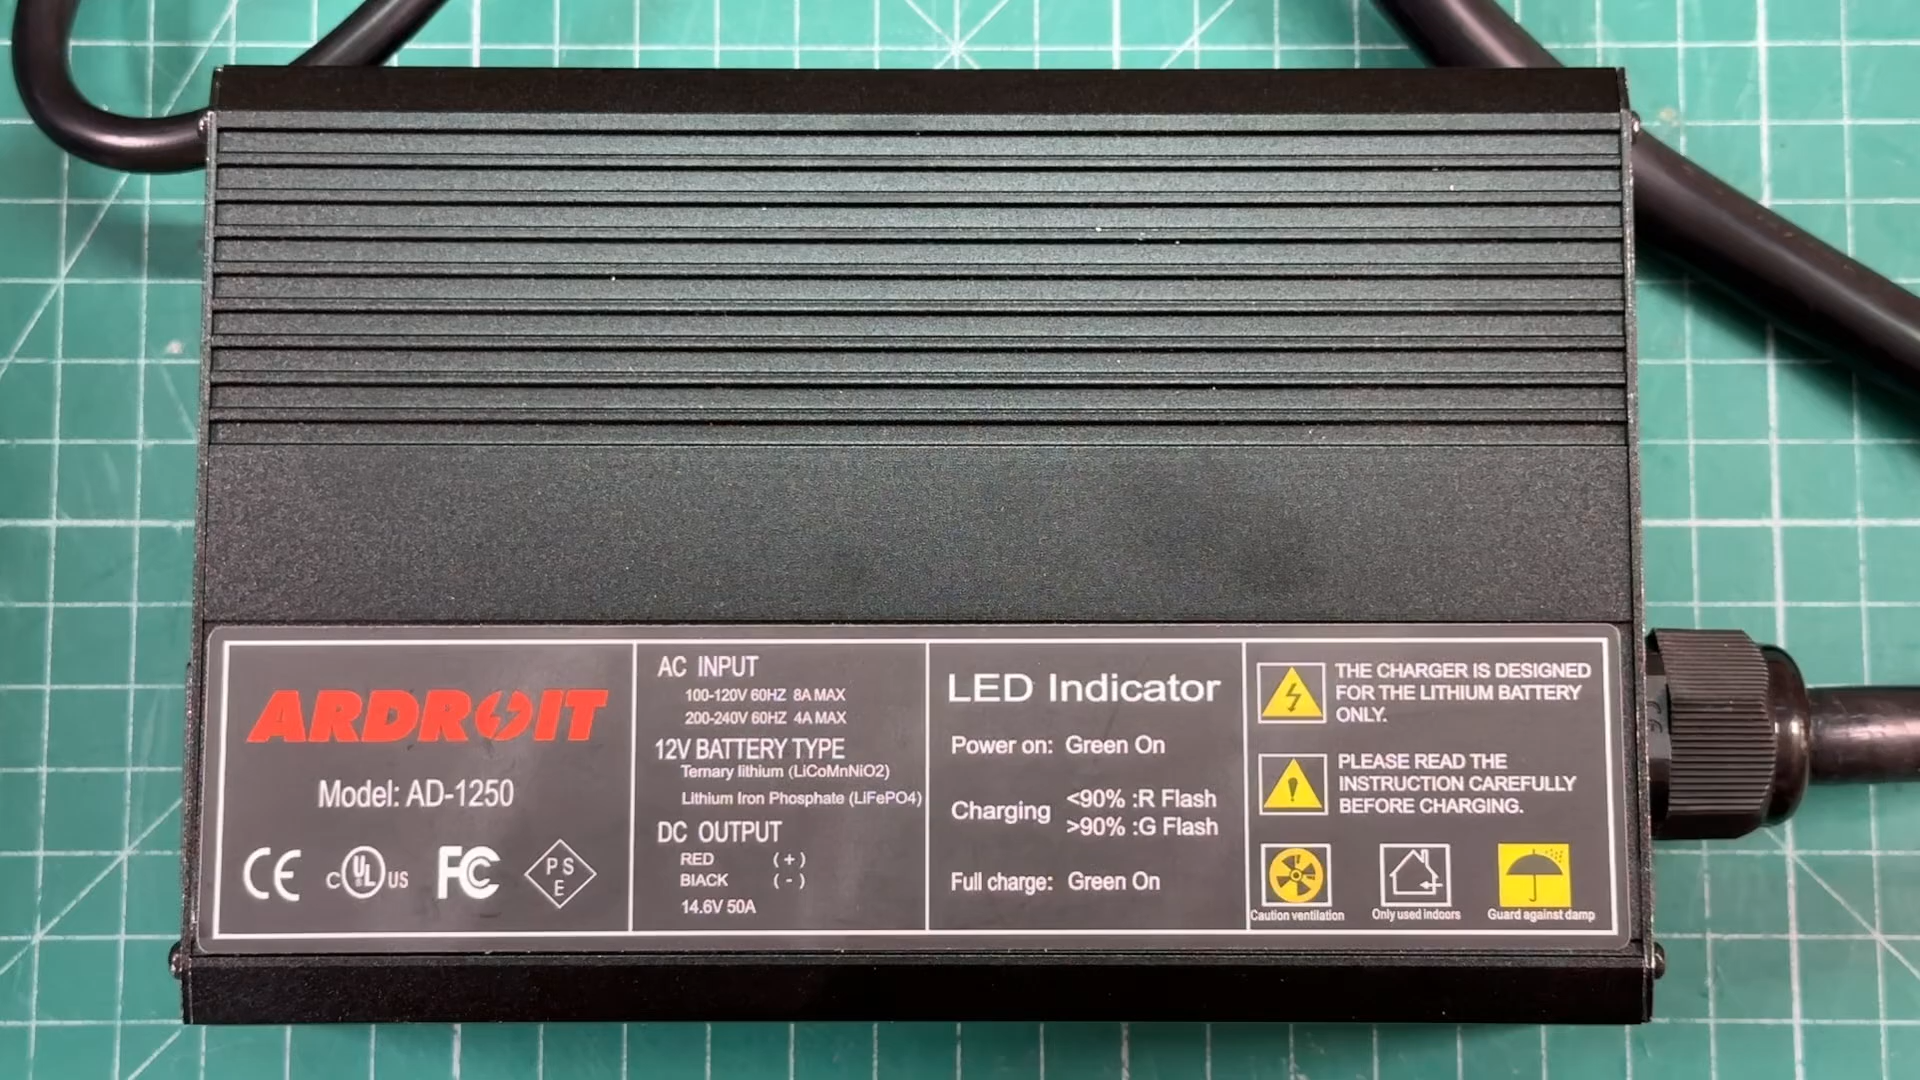 ARDROIT
Model: AD-1250
CE
c UL US
FC
PS
E
AC INPUT
100-120V 60HZ 8A MAX
200-240V 60HZ 4A MAX
12V BATTERY TYPE
Ternary lithium (LiCoMnNiO2)
Lithium Iron Phosphate (LiFePO4)
DC OUTPUT
RED (+)
BIACK (-)
14.6V 50A
LED Indicator
Power on: Green On
Charging <90% :R Flash
>90% :G Flash
Full charge: Green On
THE CHARGER IS DESIGNED
FOR THE LITHIUM BATTERY
ONLY.
PLEASE READ THE
INSTRUCTION CAREFULLY
BEFORE CHARGING.
Caution ventilation
Only used indoors
Guard against damp